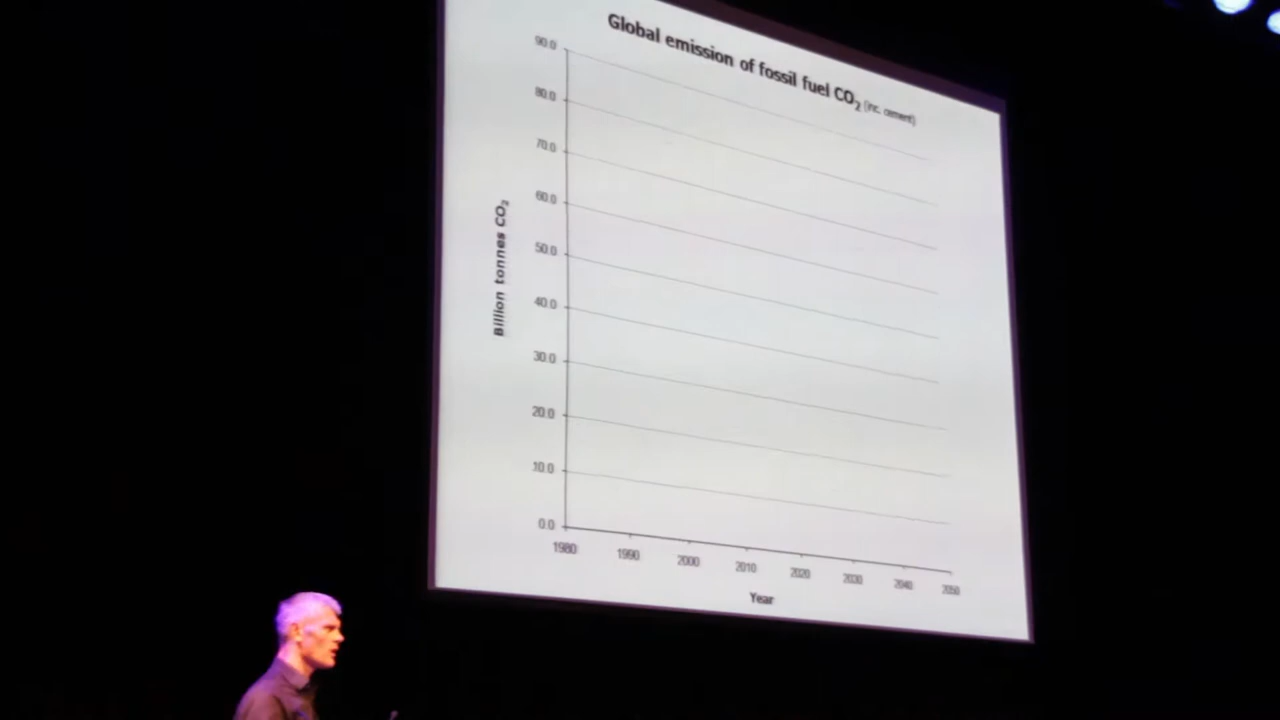 Global emission of fossil fuel CO₂ (inc. cement)
90.0
80.0
70.0
60.0
50.0
40.0
30.0
20.0
10.0
0.0
Billion tonnes CO₂
1980 1990 2000 2010 2020 2030 2040 2050
Year